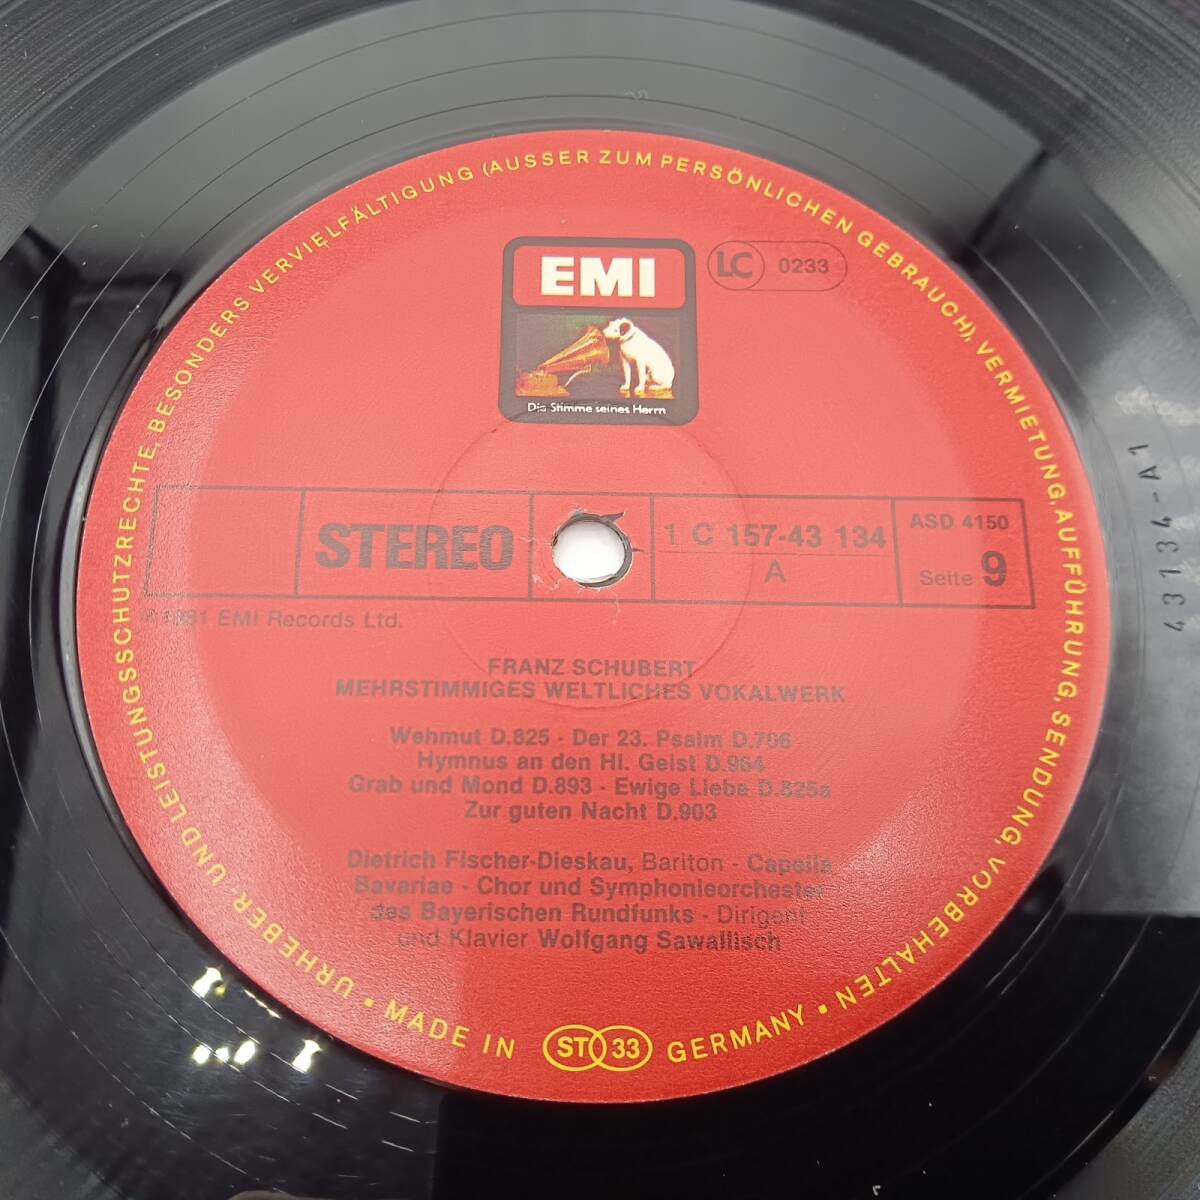 URHEBER- UND LEISTUNGSSCHUTZRECHTE, BESONDERS VERVIELFÄLTIGUNG (AUSSER ZUM PERSÖNLICHEN GEBRAUCH), VERMIETUNG, AUFFÜHRUNG, SENDUNG, VORBEHALTEN •
EMI
LC 0233
Die Stimme seines Herrn
STEREO
1 C 157-43 134
A
ASD 4150
Seite 9
℗ 1981 EMI Records Ltd.
FRANZ SCHUBERT
MEHRSTIMMIGES WELTLICHES VOKALWERK
Wehmut D.825 · Der 23. Psalm D.706
Hymnus an den Hl. Geist D.964
Grab und Mond D.893 · Ewige Liebe D.825a
Zur guten Nacht D.903
Dietrich Fischer-Dieskau, Bariton · Capella
Bavariae · Chor und Symphonieorchester
des Bayerischen Rundfunks · Dirigent
und Klavier Wolfgang Sawallisch
• MADE IN ST 33 GERMANY
43134-A1